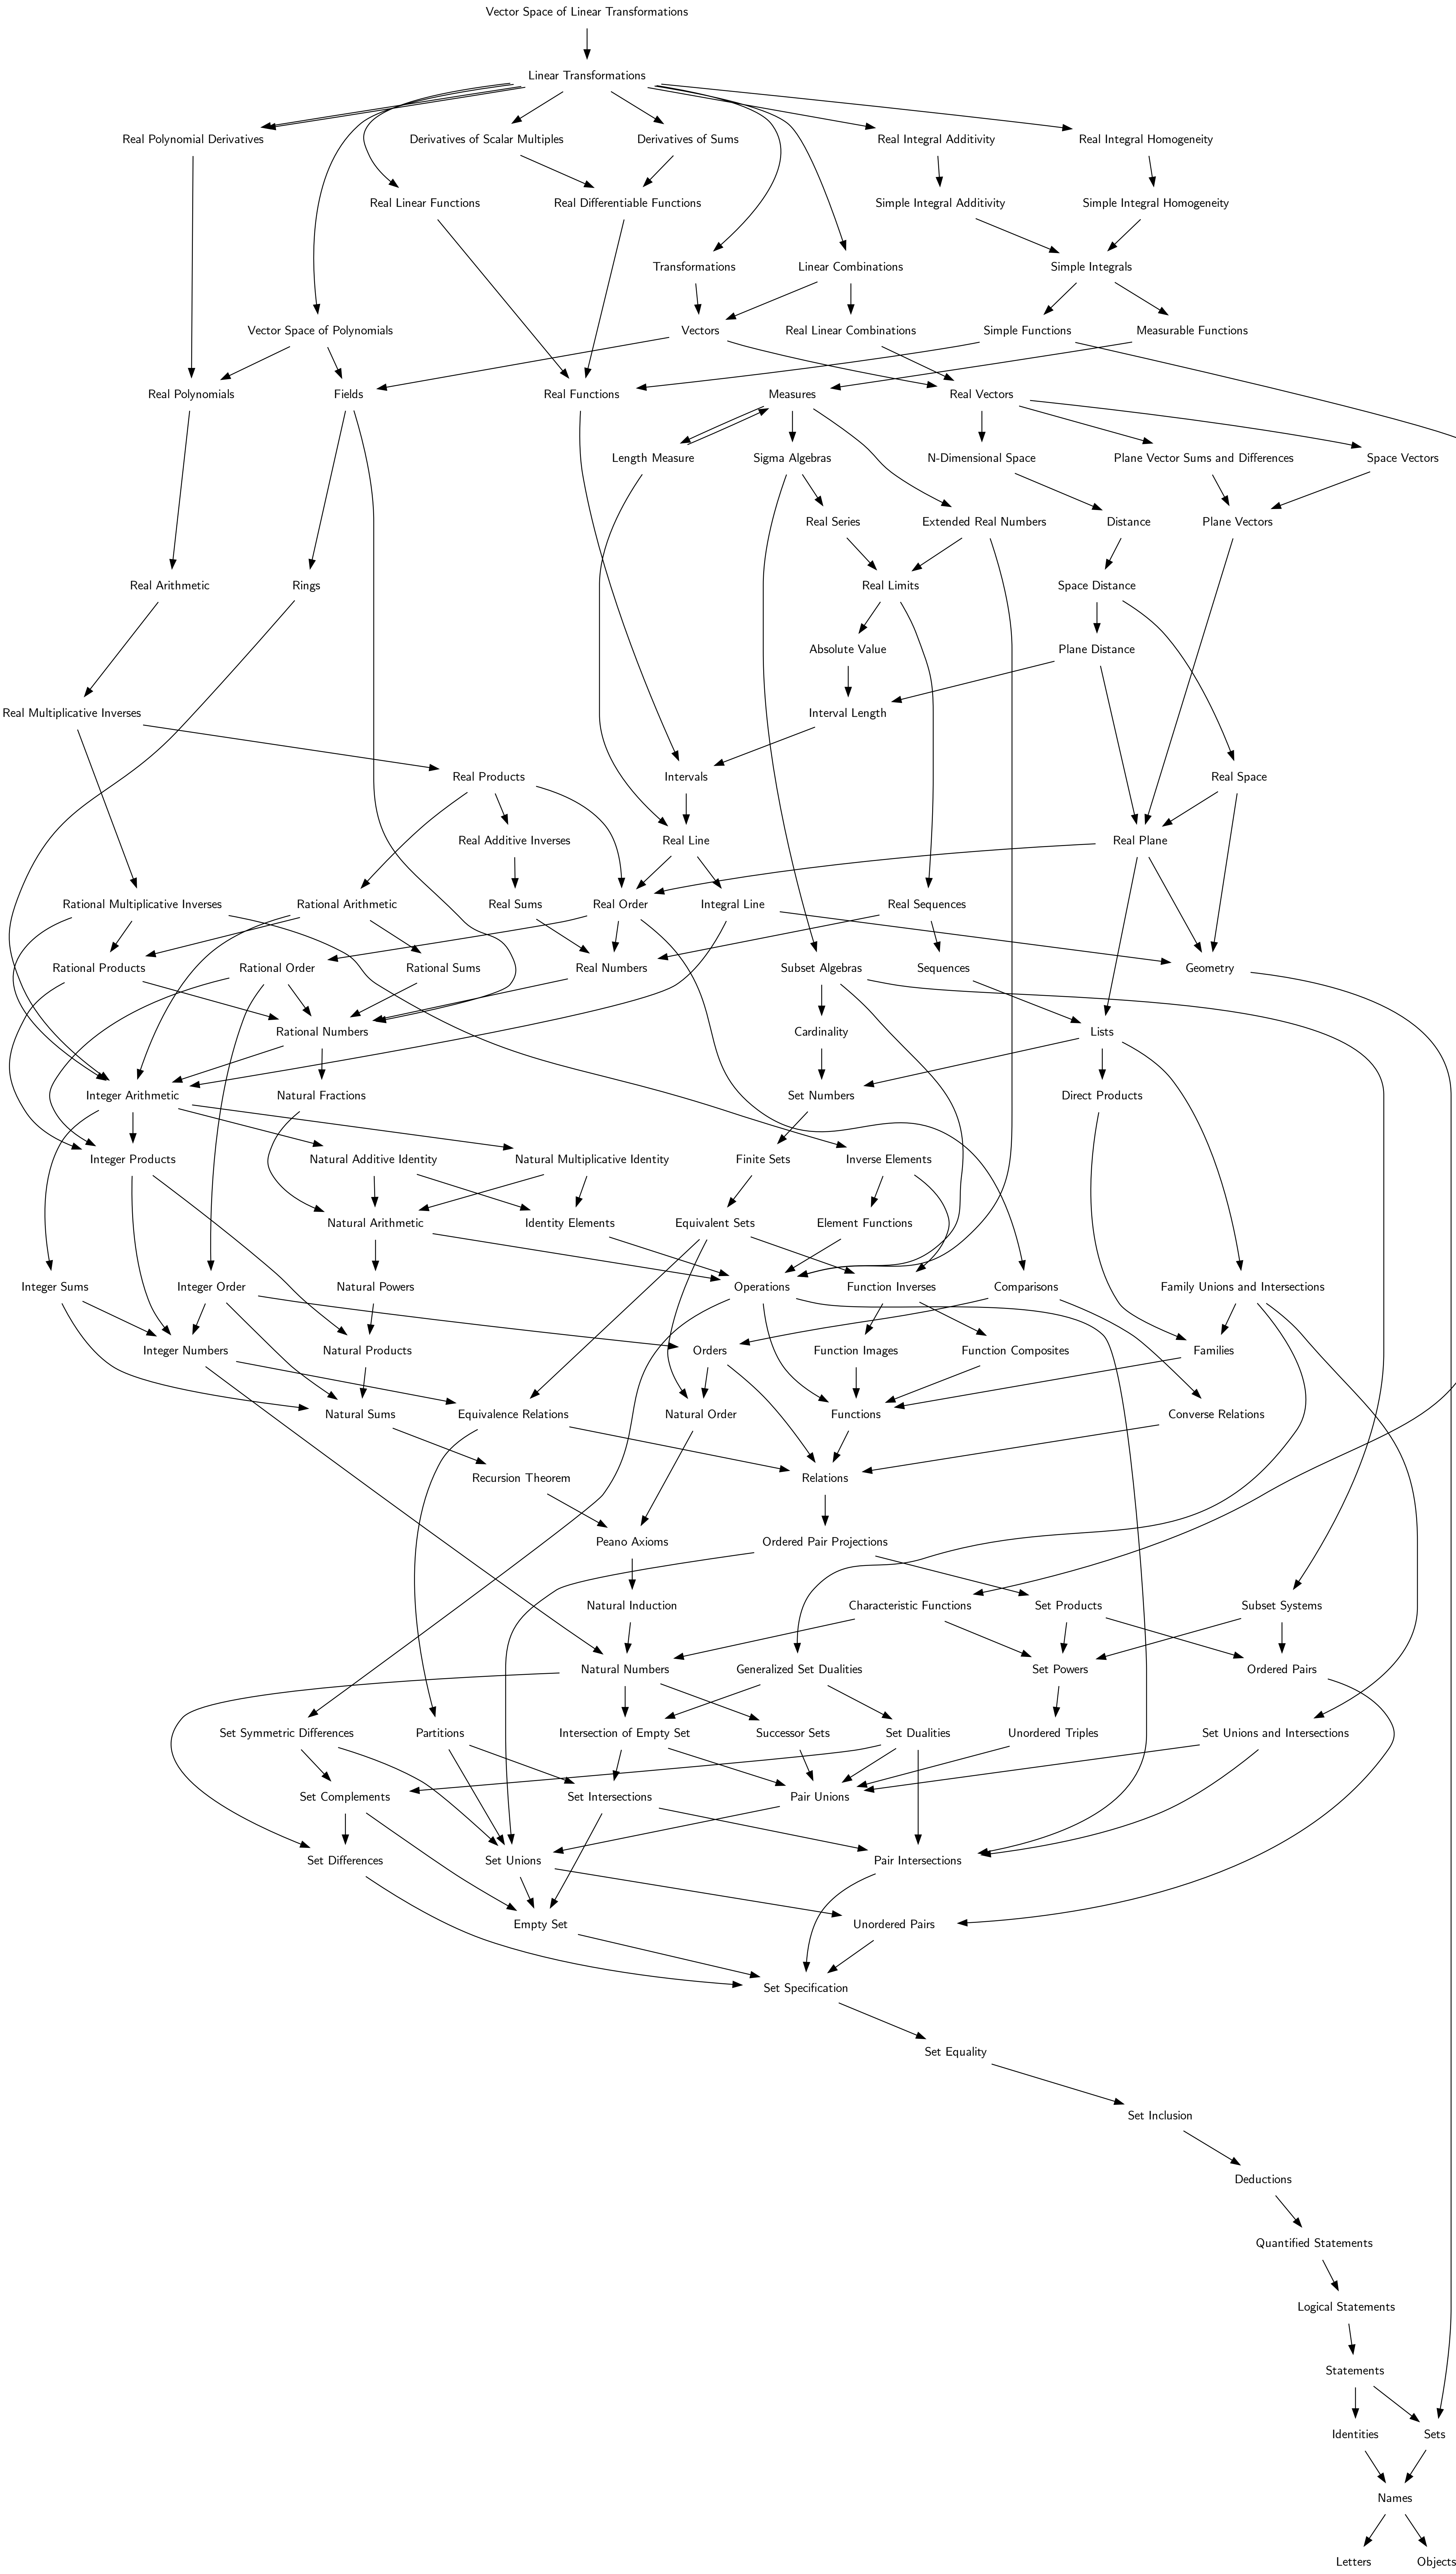 Vector Space of Linear Transformations
Linear Transformations
Real Polynomial Derivatives
Derivatives of Scalar Multiples
Derivatives of Sums
Real Integral Additivity
Real Integral Homogeneity
Real Linear Functions
Real Differentiable Functions
Simple Integral Additivity
Simple Integral Homogeneity
Transformations
Linear Combinations
Simple Integrals
Vector Space of Polynomials
Vectors
Real Linear Combinations
Simple Functions
Measurable Functions
Real Polynomials
Fields
Real Functions
Measures
Real Vectors
Length Measure
Sigma Algebras
N-Dimensional Space
Plane Vector Sums and Differences
Space Vectors
Real Series
Extended Real Numbers
Distance
Plane Vectors
Real Arithmetic
Rings
Real Limits
Space Distance
Absolute Value
Plane Distance
Real Multiplicative Inverses
Interval Length
Real Products
Intervals
Real Space
Real Additive Inverses
Real Line
Real Plane
Rational Multiplicative Inverses
Rational Arithmetic
Real Sums
Real Order
Integral Line
Real Sequences
Rational Products
Rational Order
Rational Sums
Real Numbers
Subset Algebras
Sequences
Geometry
Rational Numbers
Cardinality
Lists
Integer Arithmetic
Natural Fractions
Set Numbers
Direct Products
Integer Products
Natural Additive Identity
Natural Multiplicative Identity
Finite Sets
Inverse Elements
Natural Arithmetic
Identity Elements
Equivalent Sets
Element Functions
Integer Sums
Integer Order
Natural Powers
Operations
Function Inverses
Comparisons
Family Unions and Intersections
Integer Numbers
Natural Products
Orders
Function Images
Function Composites
Families
Natural Sums
Equivalence Relations
Natural Order
Functions
Converse Relations
Recursion Theorem
Relations
Peano Axioms
Ordered Pair Projections
Natural Induction
Characteristic Functions
Set Products
Subset Systems
Natural Numbers
Generalized Set Dualities
Set Powers
Ordered Pairs
Set Symmetric Differences
Partitions
Intersection of Empty Set
Successor Sets
Set Dualities
Unordered Triples
Set Unions and Intersections
Set Complements
Set Intersections
Pair Unions
Set Differences
Set Unions
Pair Intersections
Empty Set
Unordered Pairs
Set Specification
Set Equality
Set Inclusion
Deductions
Quantified Statements
Logical Statements
Statements
Identities
Sets
Names
Letters
Objects